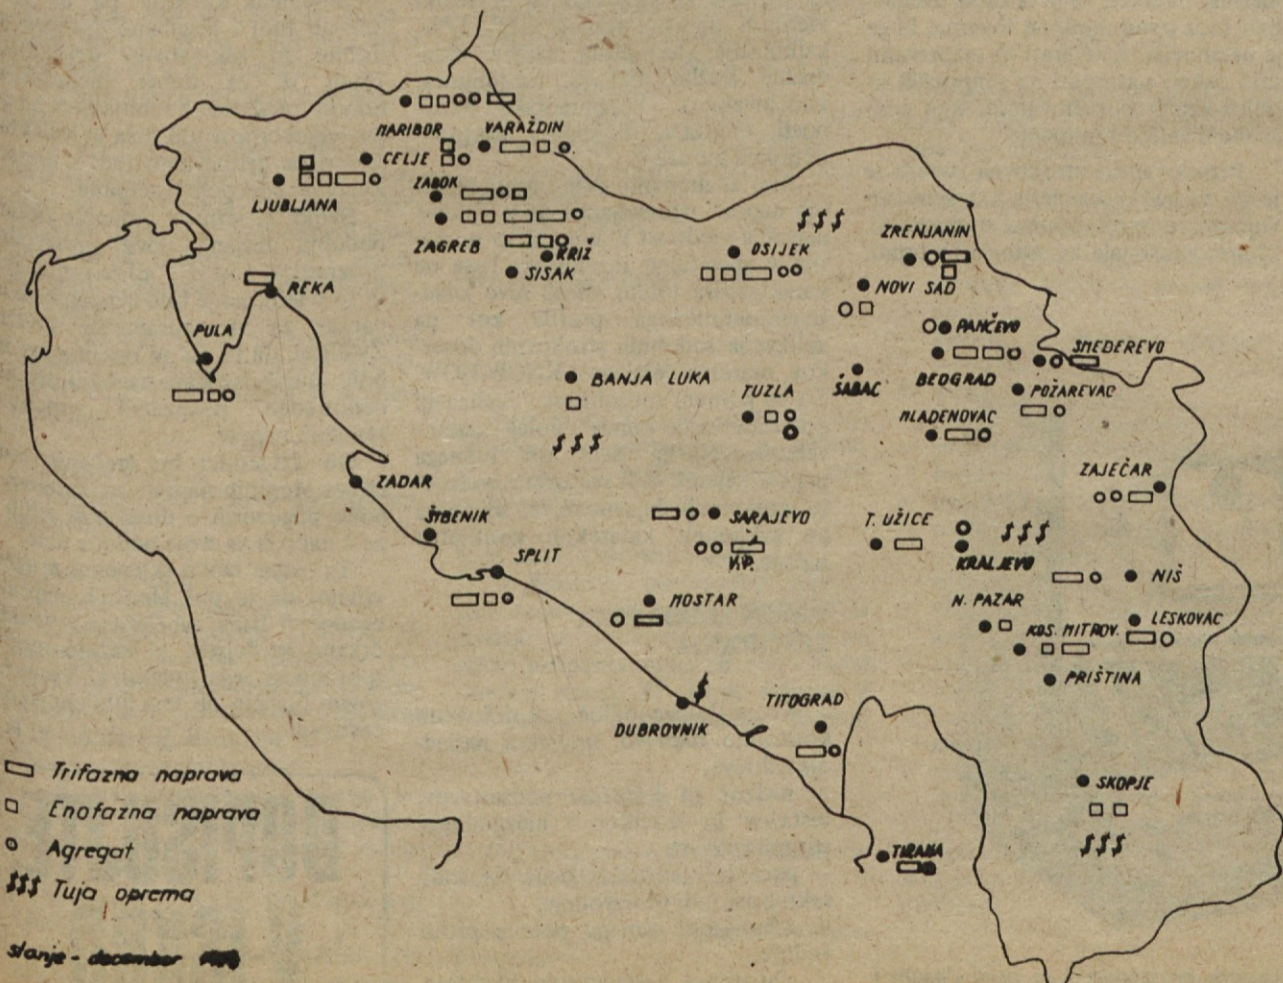 MARIBOR
VARAŽDIN
CELJE
LJUBLJANA
ZABOK
ZAGREB
KRIŽ
SISAK
REKA
PULA
OSIJEK
$$$
ZRENJANIN
NOVI SAD
PANČEVO
BEOGRAD
SMEDEREVO
POŽAREVAC
MLADENOVAC
ŠABAC
BANJA LUKA
$$$
TUZLA
ZADAR
ŠIBENIK
SPLIT
SARAJEVO
V.P.
MOSTAR
T. UŽICE
KRALJEVO
$$$
ZAJEČAR
NIŠ
N. PAZAR
KOS. MITROV.
LESKOVAC
PRIŠTINA
$
DUBROVNIK
TITOGRAD
SKOPJE
$$$
TIRANA
Trifazna naprava
Enofazna naprava
Agregat
$$$ Tuja oprema
stanje - december